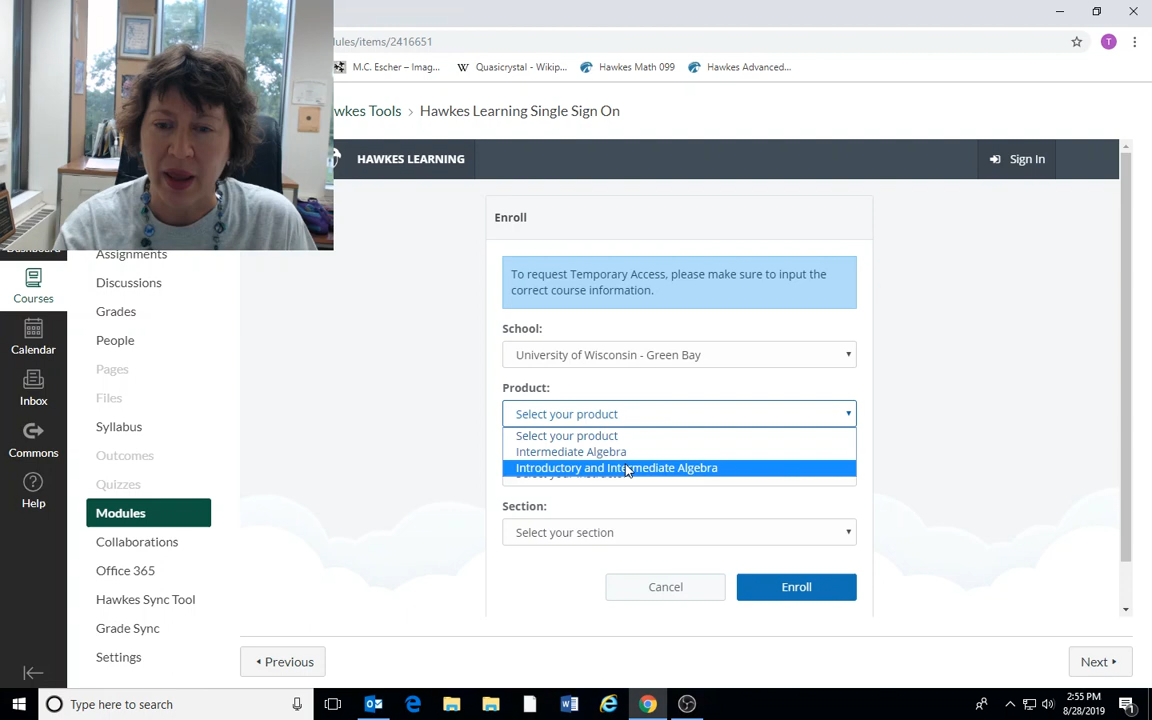 ules/items/2416651
M.C. Escher – Imag...
Quasicrystal - Wikip...
Hawkes Math 099
Hawkes Advanced...
wkes Tools › Hawkes Learning Single Sign On
HAWKES LEARNING
Sign In
Enroll
To request Temporary Access, please make sure to input the
correct course information.
School:
University of Wisconsin - Green Bay
Product:
Select your product
Select your product
Intermediate Algebra
Introductory and Intermediate Algebra
Section:
Select your section
Cancel
Enroll
Previous
Next
Courses
Calendar
Inbox
Commons
Help
Assignments
Discussions
Grades
People
Pages
Files
Syllabus
Outcomes
Quizzes
Modules
Collaborations
Office 365
Hawkes Sync Tool
Grade Sync
Settings
Type here to search
2:55 PM
8/28/2019
T
1